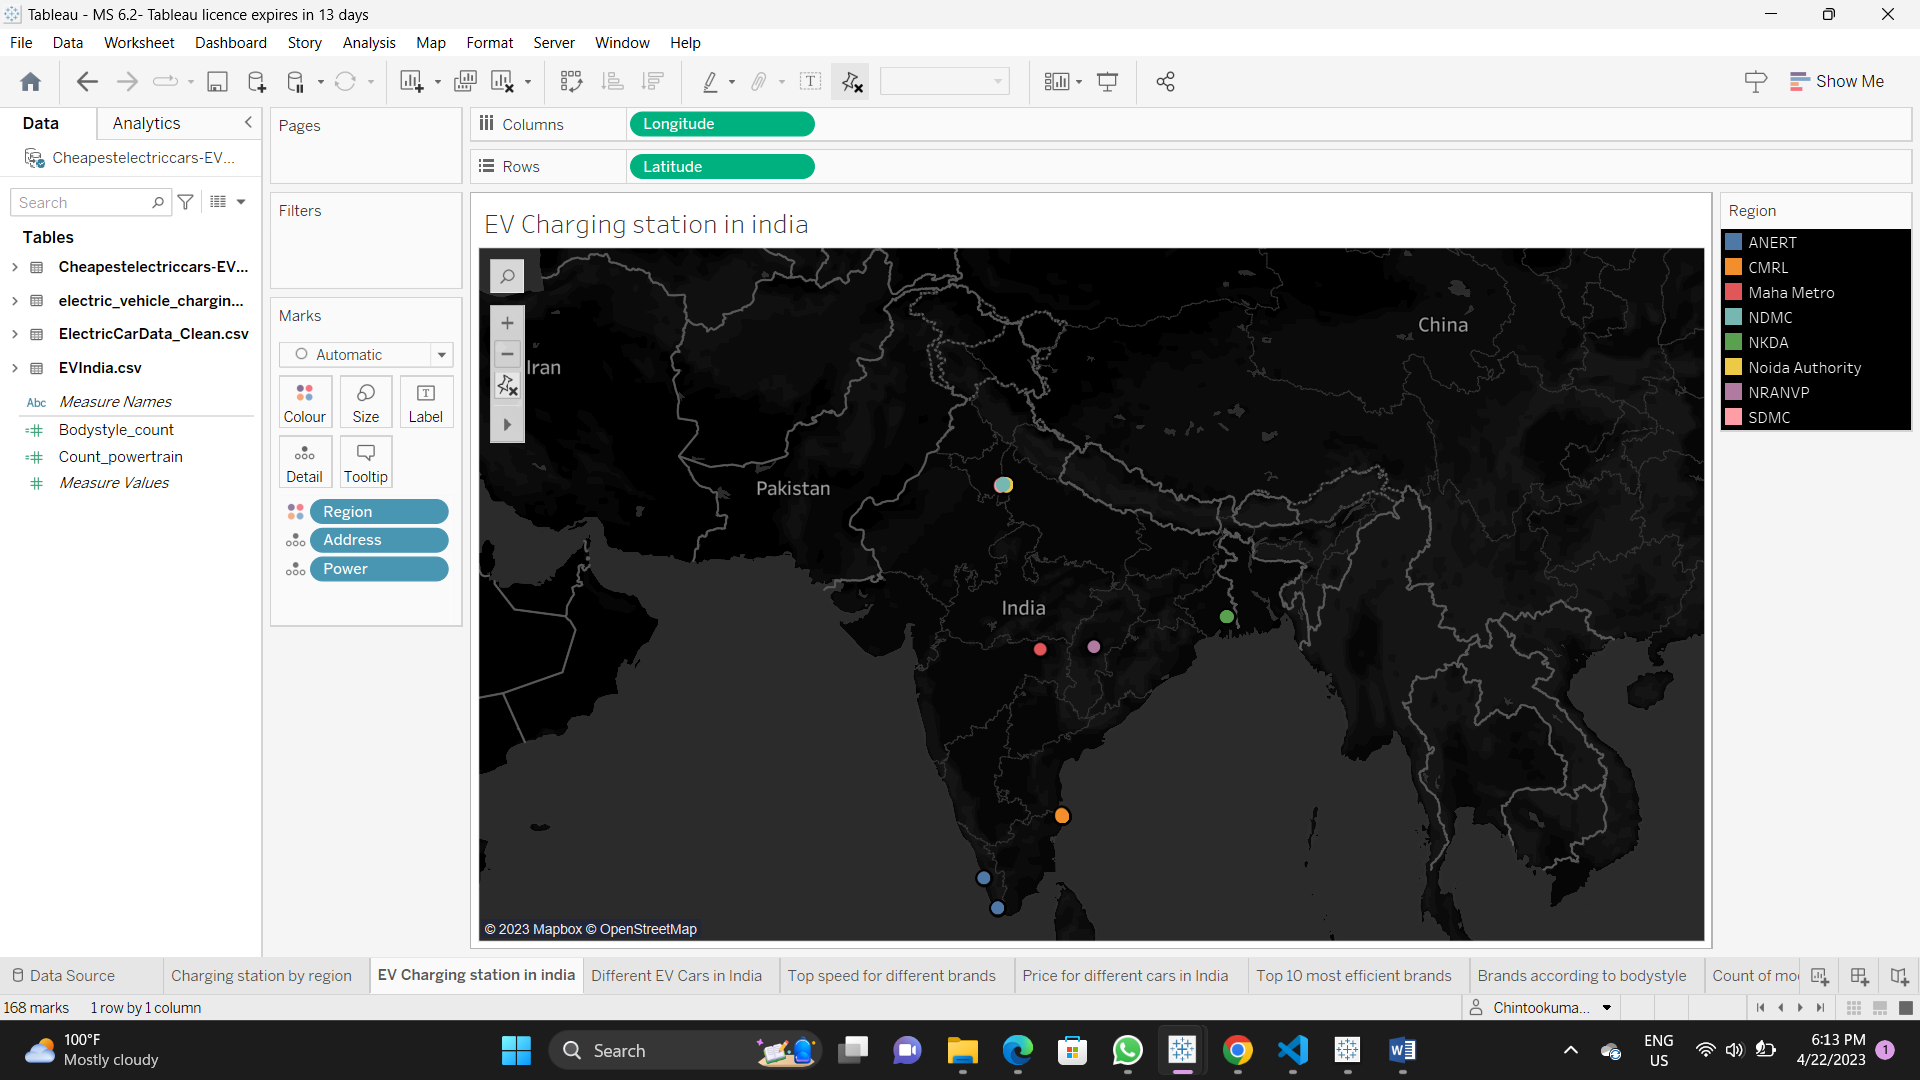 Tableau - MS 6.2- Tableau licence expires in 13 days
File Data Worksheet Dashboard Story Analysis Map Format Server Window Help
Show Me
Data Analytics
Cheapestelectriccars-EV...
Search
Tables
Cheapestelectriccars-EV...
electric_vehicle_chargin...
ElectricCarData_Clean.csv
EVIndia.csv
Abc Measure Names
Bodystyle_count
Count_powertrain
Measure Values
Pages
Filters
Marks
Automatic
Colour Size Label
Detail Tooltip
Region
Address
Power
Columns Longitude
Rows Latitude
EV Charging station in india
China
Iran
Pakistan
India
© 2023 Mapbox © OpenStreetMap
Region
ANERT
CMRL
Maha Metro
NDMC
NKDA
Noida Authority
NRANVP
SDMC
Data Source Charging station by region EV Charging station in india Different EV Cars in India Top speed for different brands Price for different cars in India Top 10 most efficient brands Brands according to bodystyle Count of mo
168 marks 1 row by 1 column Chintookuma...
100°F
Mostly cloudy
Search
ENG
US
6:13 PM
4/22/2023
1